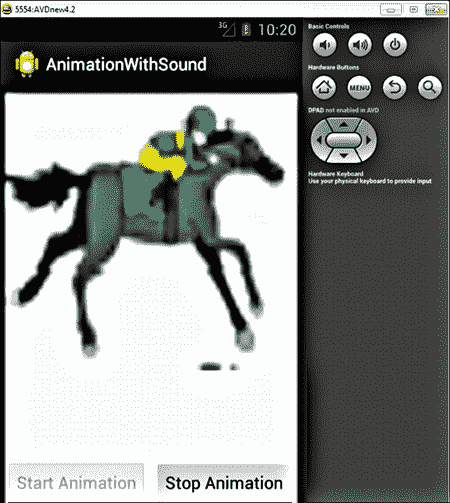 5554:AVDnew4.2
3G 10:20
AnimationWithSound
Start Animation
Stop Animation
Basic Controls
Hardware Buttons
MENU
DPAD not enabled in AVD
Hardware Keyboard
Use your physical keyboard to provide input